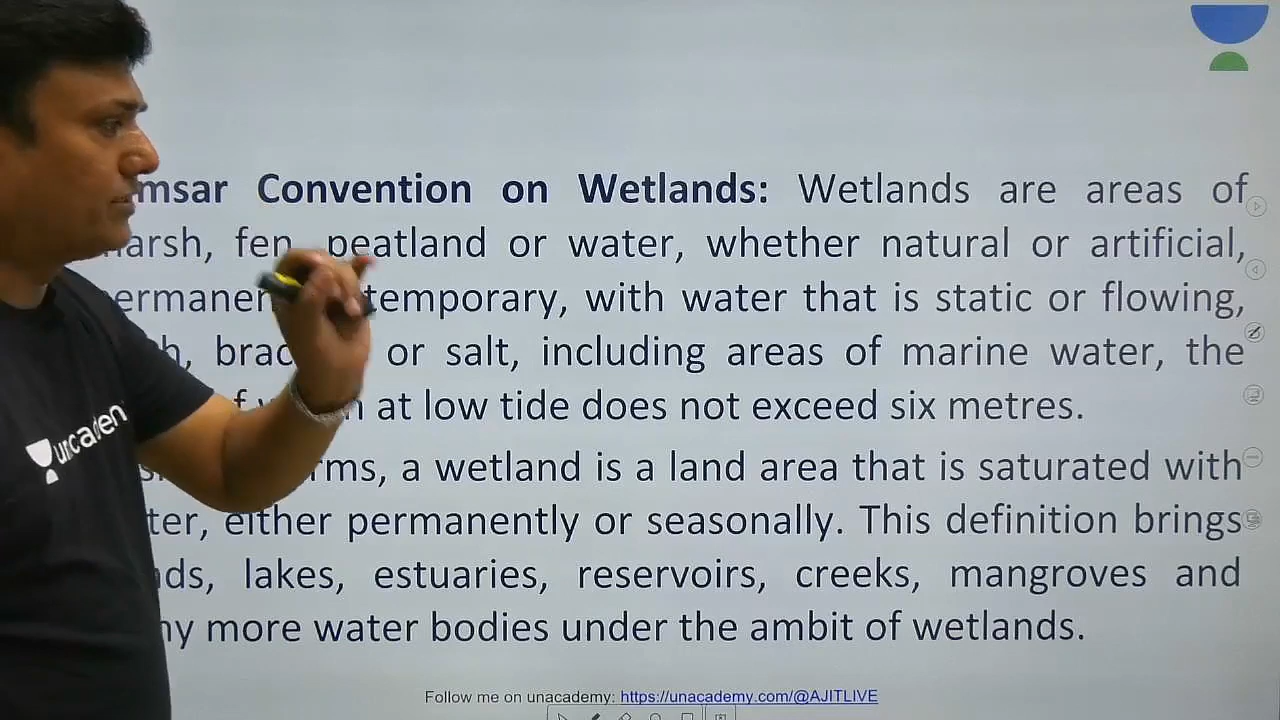 msar Convention on Wetlands: Wetlands are areas of
arsh, fen, peatland or water, whether natural or artificial,
ermanen temporary, with water that is static or flowing,
h, brac or salt, including areas of marine water, the
f w h at low tide does not exceed six metres.
rms, a wetland is a land area that is saturated with
ter, either permanently or seasonally. This definition brings
nds, lakes, estuaries, reservoirs, creeks, mangroves and
ny more water bodies under the ambit of wetlands.
unacadem
Follow me on unacademy: https://unacademy.com/@AJITLIVE